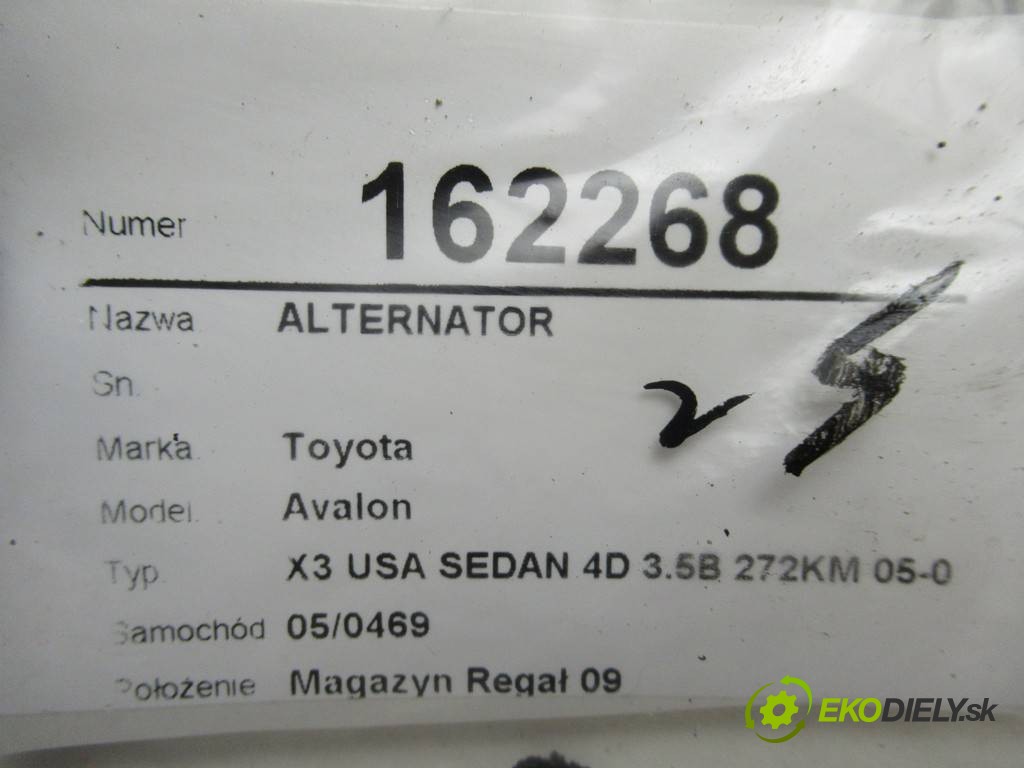 Numer 162268
Nazwa ALTERNATOR
Sn.
Marka Toyota
Model Avalon
Typ X3 USA SEDAN 4D 3.5B 272KM 05-0
Samochód 05/0469
Położenie Magazyn Regał 09
25
EKODIELY.sk